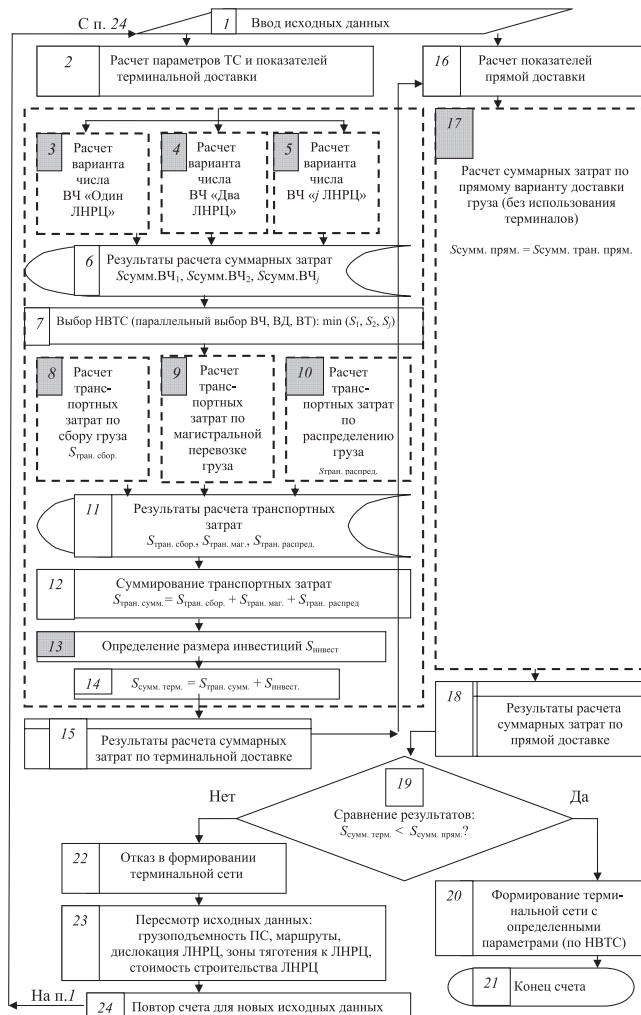 С п. 24
1
Ввод исходных данных
2
Расчет параметров ТС и показателей
терминальной доставки
16
Расчет показателей
прямой доставки
3
Расчет
варианта
числа
ВЧ «Один
ЛНРЦ»
4
Расчет
варианта
числа
ВЧ «Два
ЛНРЦ»
5
Расчет
варианта
числа
ВЧ «j ЛНРЦ»
17
Расчет суммарных затрат по
прямому варианту доставки
груза (без использования
терминалов)
Sсумм. прям. = Sсумм. тран. прям.
6
Результаты расчета суммарных затрат
Sсумм.ВЧ1, Sсумм.ВЧ2, Sсумм.ВЧj
7
Выбор НВТС (параллельный выбор ВЧ, ВД, ВТ): min (S1, S2, Sj)
8
Расчет
транс-
портных
затрат по
сбору груза
Sтран. сбор.
9
Расчет
транс-
портных
затрат по
магистральной
перевозке
груза
10
Расчет
транс-
портных
затрат
по
распределению
груза
Sтран. распред.
11
Результаты расчета транспортных
затрат
Sтран. сбор., Sтран. маг., Sтран. распред.
12
Суммирование транспортных затрат
Sтран. сумм. = Sтран. сбор. + Sтран. маг. + Sтран. распред
13
Определение размера инвестиций Sинвест
14
Sсумм. терм. = Sтран. сумм. + Sинвест.
15
Результаты расчета суммарных
затрат по терминальной доставке
18
Результаты расчета
суммарных затрат по
прямой доставке
19
Сравнение результатов:
Sсумм. терм. < Sсумм. прям.?
Нет
Да
22
Отказ в формировании
терминальной сети
23
Пересмотр исходных данных:
грузоподъемность ПС, маршруты,
дислокация ЛНРЦ, зоны тяготения к ЛНРЦ,
стоимость строительства ЛНРЦ
20
Формирование терми-
нальной сети с
определенными
параметрами (по НВТС)
21
Конец счета
На п.1
24
Повтор счета для новых исходных данных